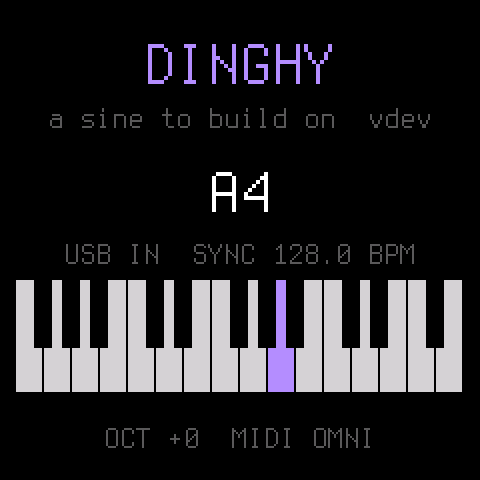 DINGHY
a sine to build on vdev
A4
USB IN SYNC 128.0 BPM
OCT +0 MIDI OMNI